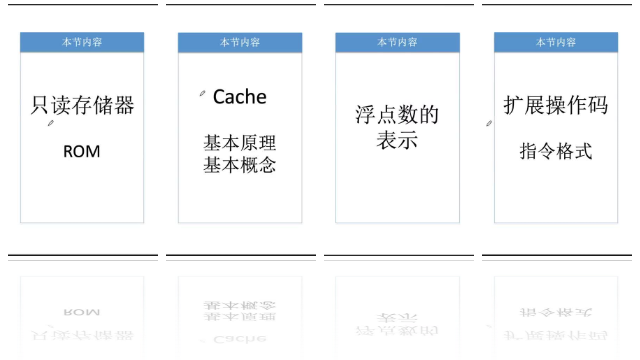 本节内容
只读存储器
ROM
本节内容
Cache
基本原理
基本概念
本节内容
浮点数的
表示
本节内容
扩展操作码
指令格式